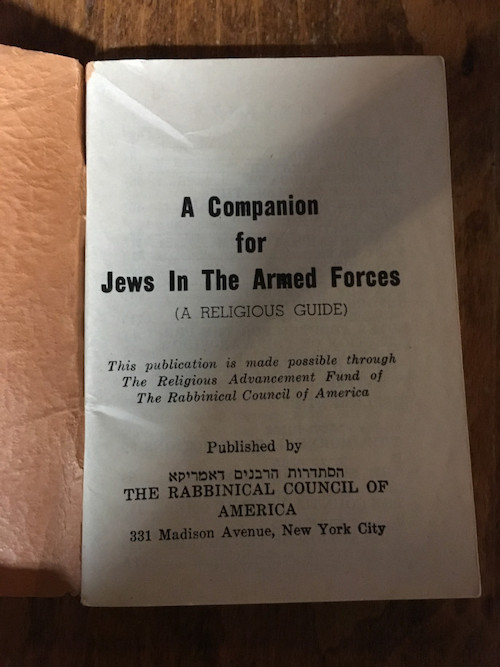 A Companion
for
Jews In The Armed Forces
(A RELIGIOUS GUIDE)
This publication is made possible through
The Religious Advancement Fund of
The Rabbinical Council of America
Published by
הסתדרות הרבנים דאמריקא
THE RABBINICAL COUNCIL OF
AMERICA
331 Madison Avenue, New York City